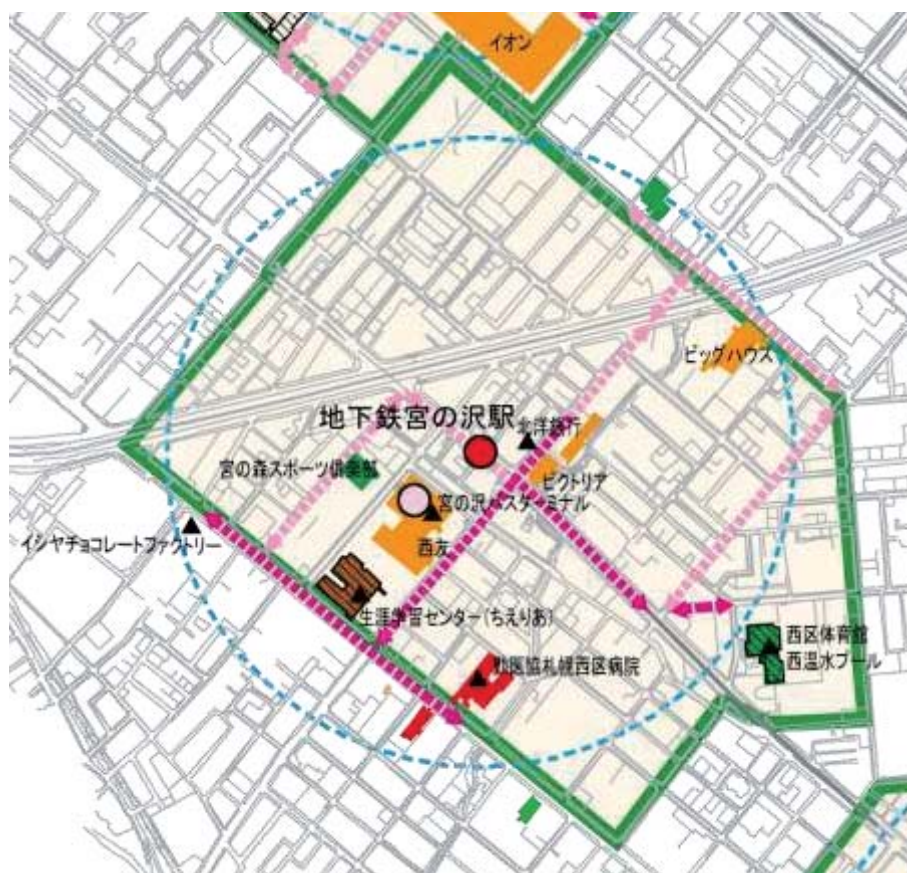 イオン
ビッグハウス
地下鉄宮の沢駅
北洋銀行
宮の森スポーツ倶楽部
ビクトリア
宮の沢バスターミナル
イシヤチョコレートファクトリー
西友
生涯学習センター(ちえりあ)
西区体育館
西温水プール
勤医協札幌西区病院